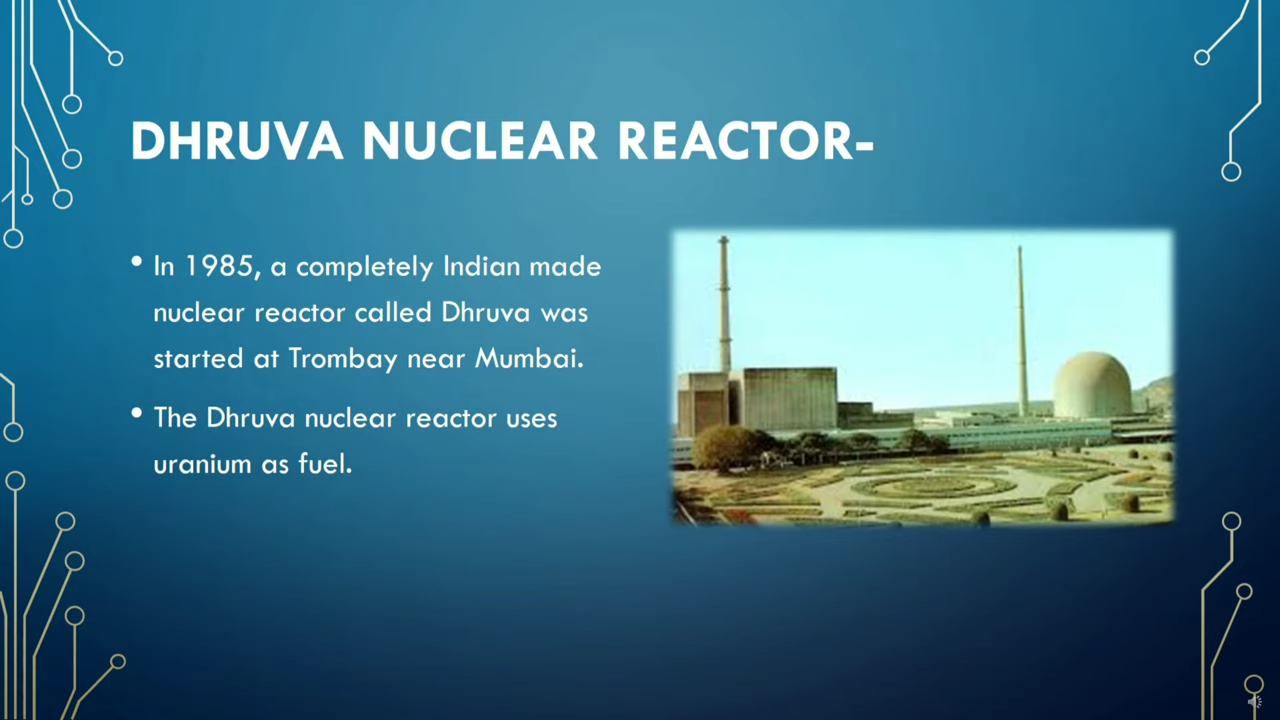 DHRUVA NUCLEAR REACTOR-
• In 1985, a completely Indian made
nuclear reactor called Dhruva was
started at Trombay near Mumbai.
• The Dhruva nuclear reactor uses
uranium as fuel.